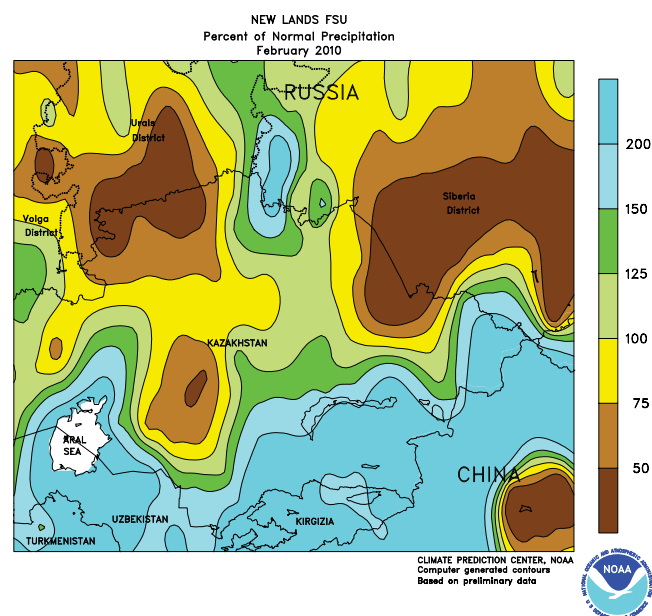 NEW LANDS FSU
Percent of Normal Precipitation
February 2010
RUSSIA
Urals
District
Siberia
District
Volga
District
KAZAKHSTAN
ARAL
SEA
CHINA
UZBEKISTAN
KIRGIZIA
TURKMENISTAN
200
150
125
100
75
50
CLIMATE PREDICTION CENTER, NOAA
Computer generated contours
Based on preliminary data
NOAA